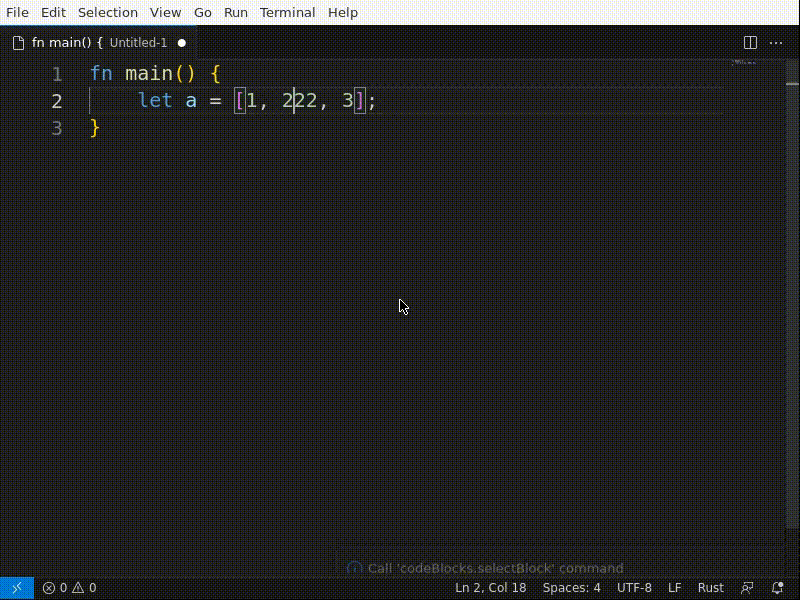 File Edit Selection View Go Run Terminal Help
fn main() { Untitled-1
1 fn main() {
2 let a = [1, 222, 3];
3 }
Call 'codeBlocks.selectBlock' command
0 0 Ln 2, Col 18 Spaces: 4 UTF-8 LF Rust